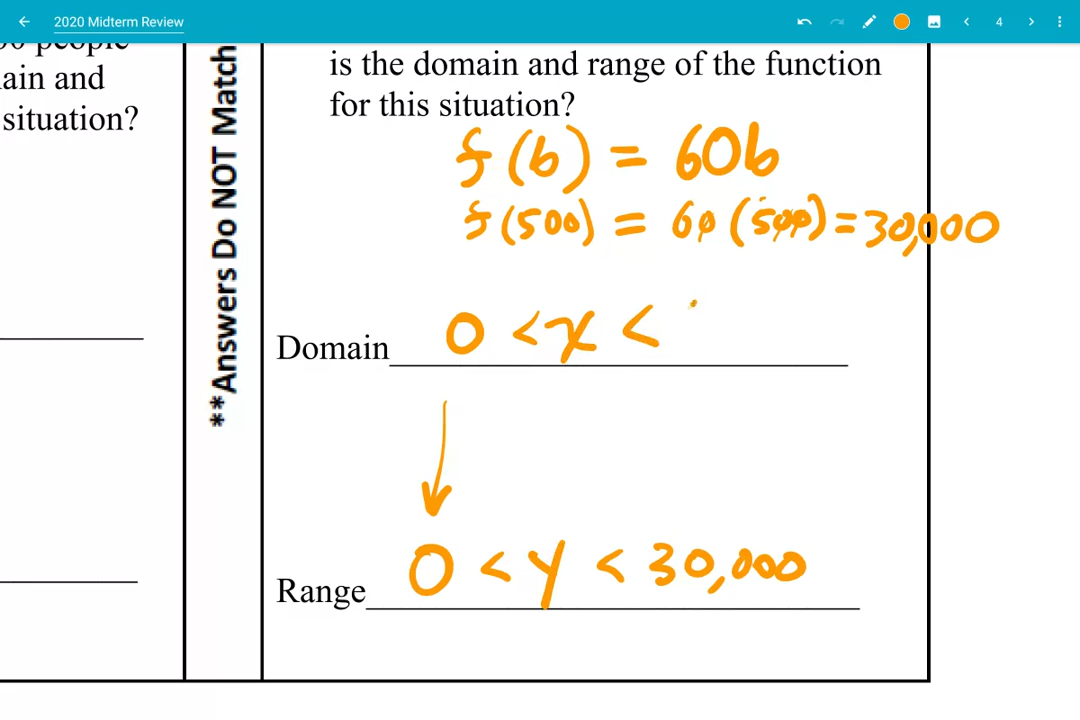 2020 Midterm Review
4
ain and
situation?
**Answers Do NOT Match
is the domain and range of the function
for this situation?
f(b) = 60b
f(500) = 60(500) = 30,000
Domain 0 < x <
Range 0 < y < 30,000